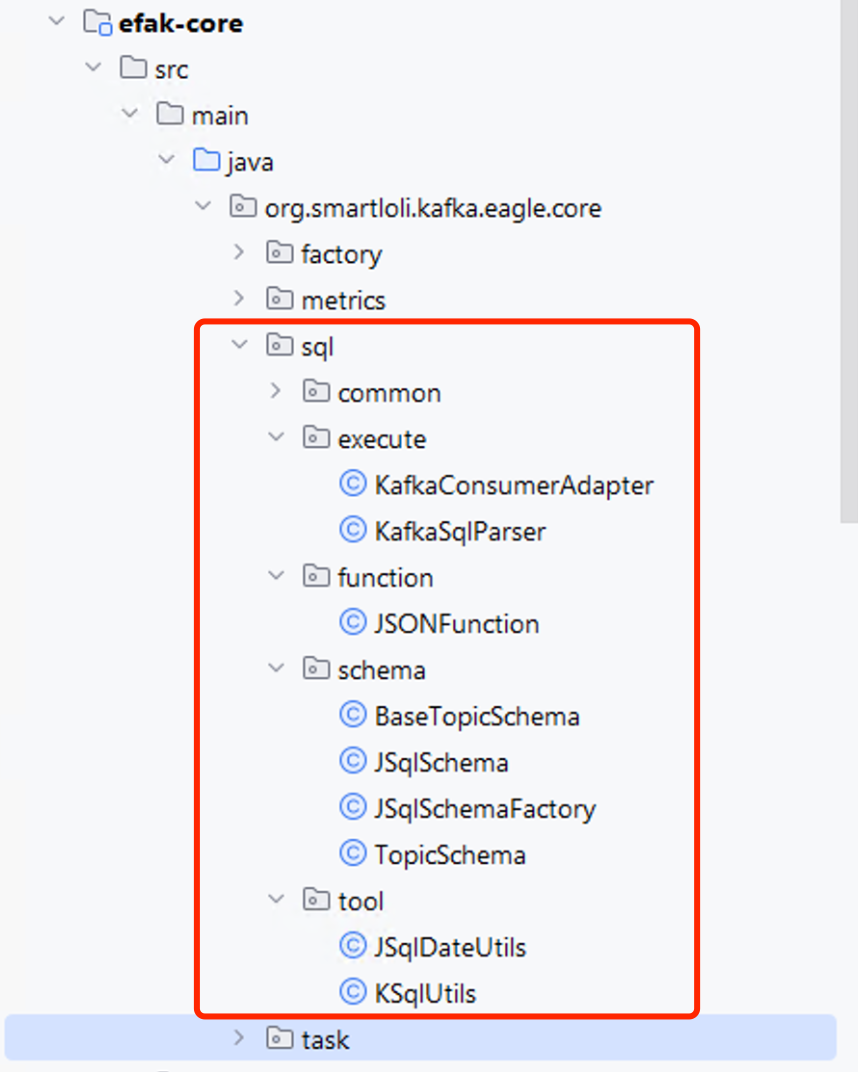 efak-core
src
main
java
org.smartloli.kafka.eagle.core
factory
metrics
sql
common
execute
KafkaConsumerAdapter
KafkaSqlParser
function
JSONFunction
schema
BaseTopicSchema
JSqlSchema
JSqlSchemaFactory
TopicSchema
tool
JSqlDateUtils
KSqlUtils
task